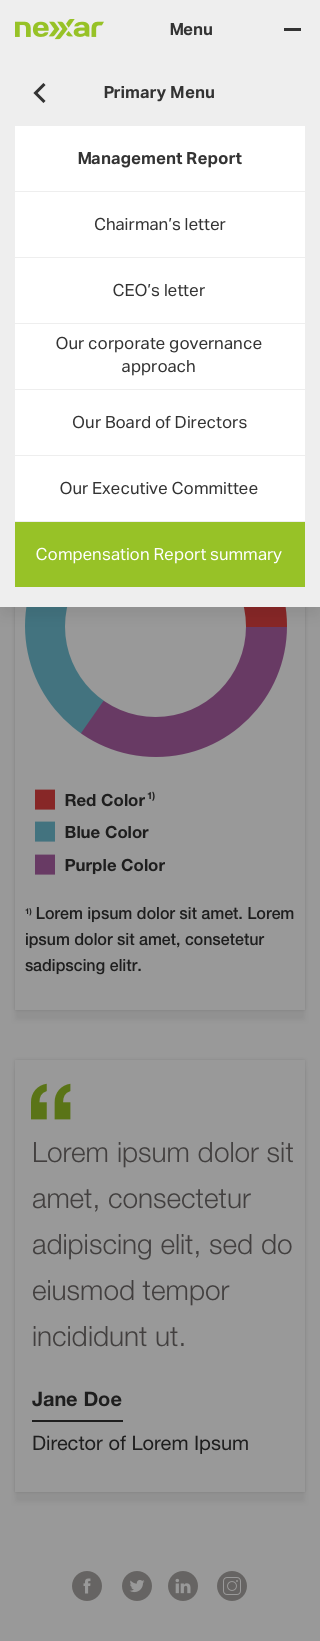 nexxar
Menu
Primary Menu
Management Report
Chairman’s letter
CEO’s letter
Our corporate governance
approach
Our Board of Directors
Our Executive Committee
Compensation Report summary
Red Color 1)
Blue Color
Purple Color
1) Lorem ipsum dolor sit amet. Lorem
ipsum dolor sit amet, consetetur
sadipscing elitr.
“
Lorem ipsum dolor sit
amet, consectetur
adipiscing elit, sed do
eiusmod tempor
incididunt ut.
Jane Doe
Director of Lorem Ipsum